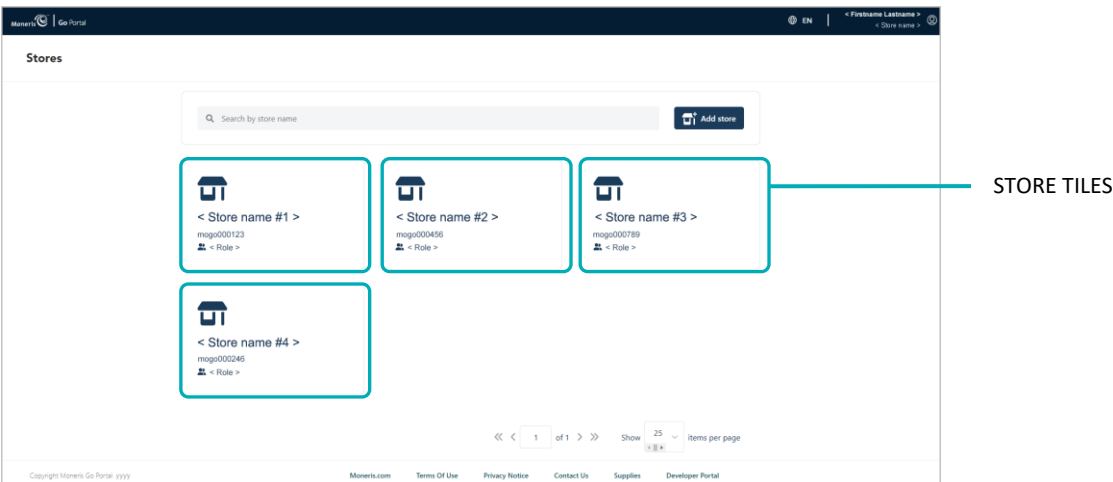 Moneris Go Portal
EN
< Firstname Lastname >
< Store name >
Stores
Search by store name
Add store
< Store name #1 >
mogo000123
< Role >
< Store name #2 >
mogo000456
< Role >
< Store name #3 >
mogo000789
< Role >
STORE TILES
< Store name #4 >
mogo000246
< Role >
1 of 1 Show 25 items per page
Copyright Moneris Go Portal yyyy Moneris.com Terms Of Use Privacy Notice Contact Us Supplies Developer Portal